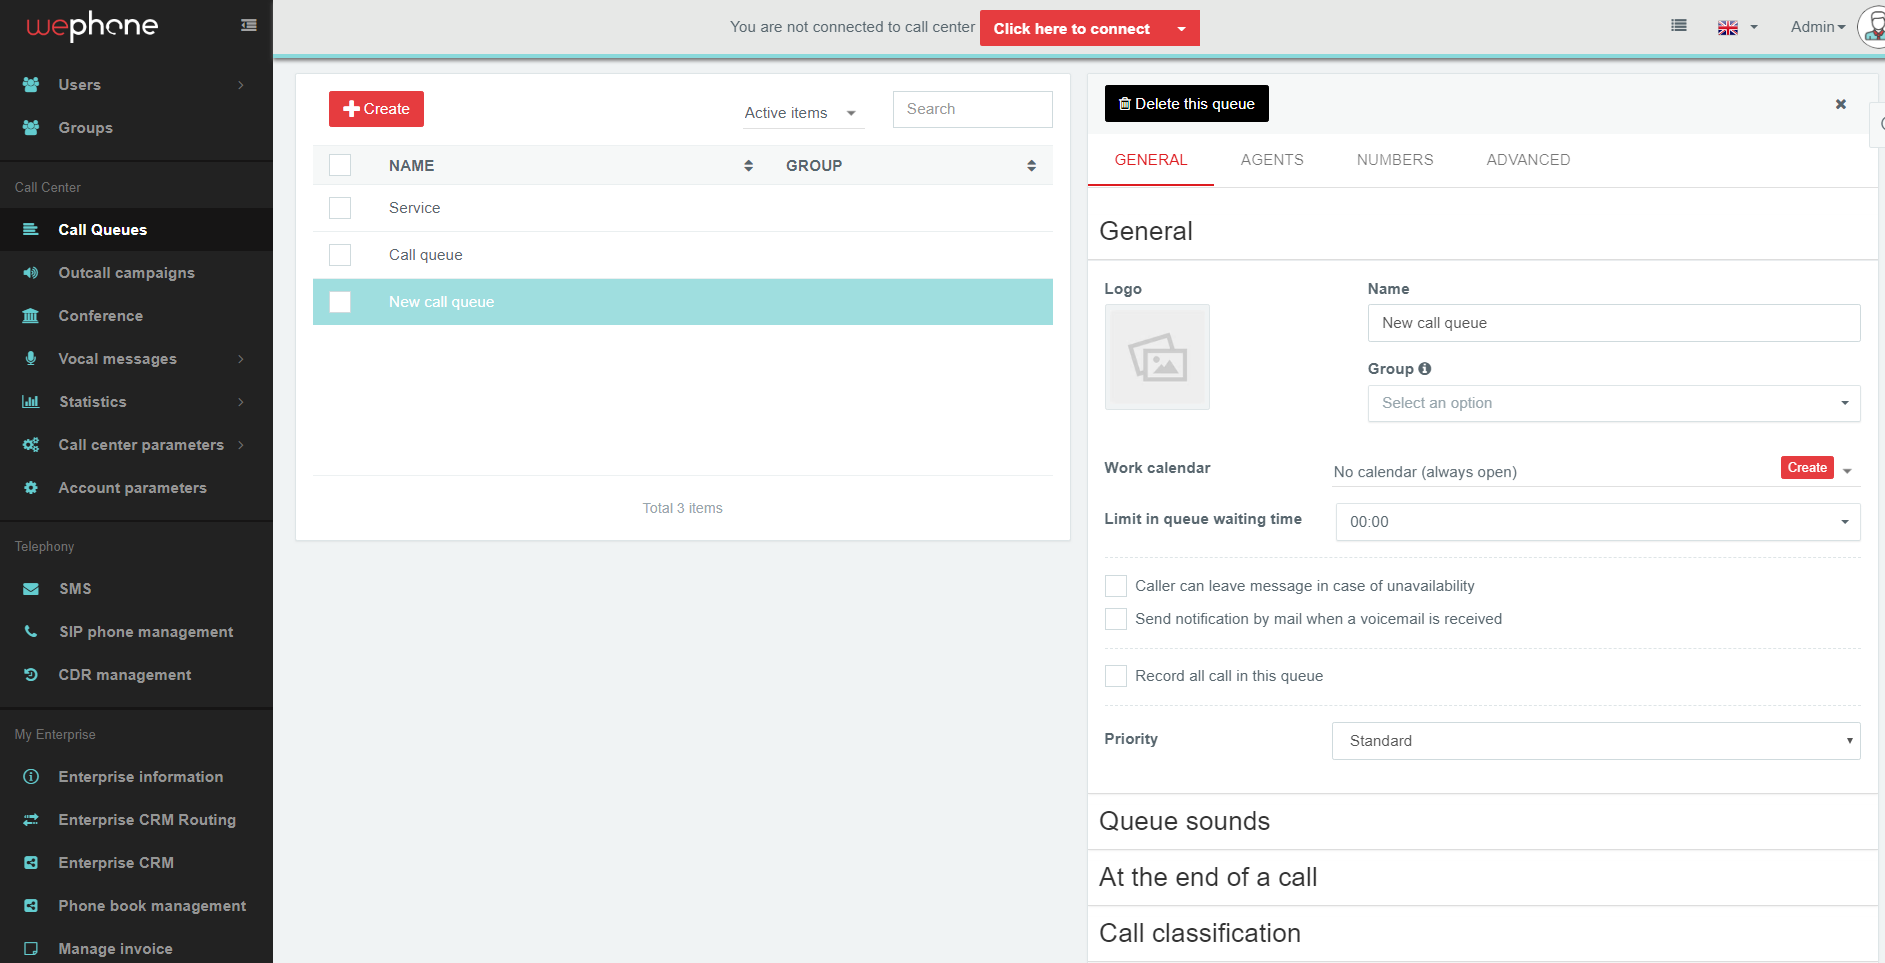 wephone
You are not connected to call center
Click here to connect
Admin
Users
Groups
Call Center
Call Queues
Outcall campaigns
Conference
Vocal messages
Statistics
Call center parameters
Account parameters
Telephony
SMS
SIP phone management
CDR management
My Enterprise
Enterprise information
Enterprise CRM Routing
Enterprise CRM
Phone book management
Manage invoice
Create
Active items
Search
NAME
GROUP
Service
Call queue
New call queue
Total 3 items
Delete this queue
GENERAL
AGENTS
NUMBERS
ADVANCED
General
Logo
Name
New call queue
Group
Select an option
Work calendar
No calendar (always open)
Create
Limit in queue waiting time
00:00
Caller can leave message in case of unavailability
Send notification by mail when a voicemail is received
Record all call in this queue
Priority
Standard
Queue sounds
At the end of a call
Call classification